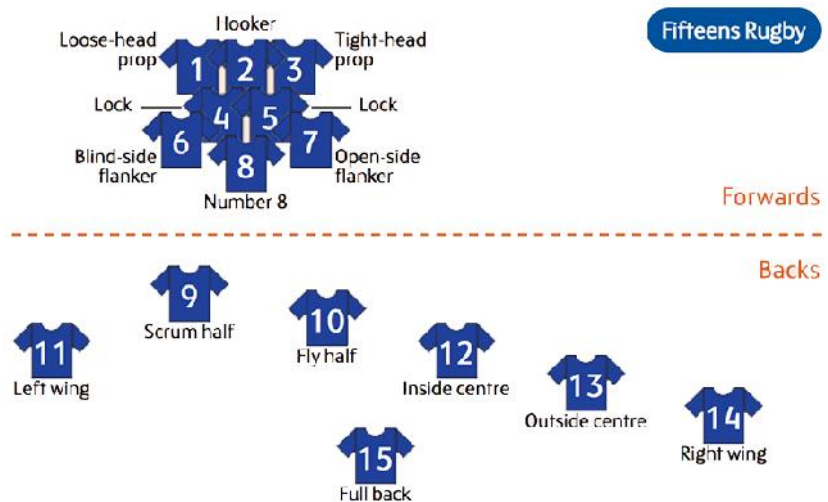 Fifteens Rugby
Hooker
Loose-head
prop
Tight-head
prop
1
2
3
Lock
Lock
4
5
6
7
8
Blind-side
flanker
Open-side
flanker
Number 8
Forwards
Backs
9
Scrum half
10
Fly half
11
Left wing
12
Inside centre
13
Outside centre
14
Right wing
15
Full back